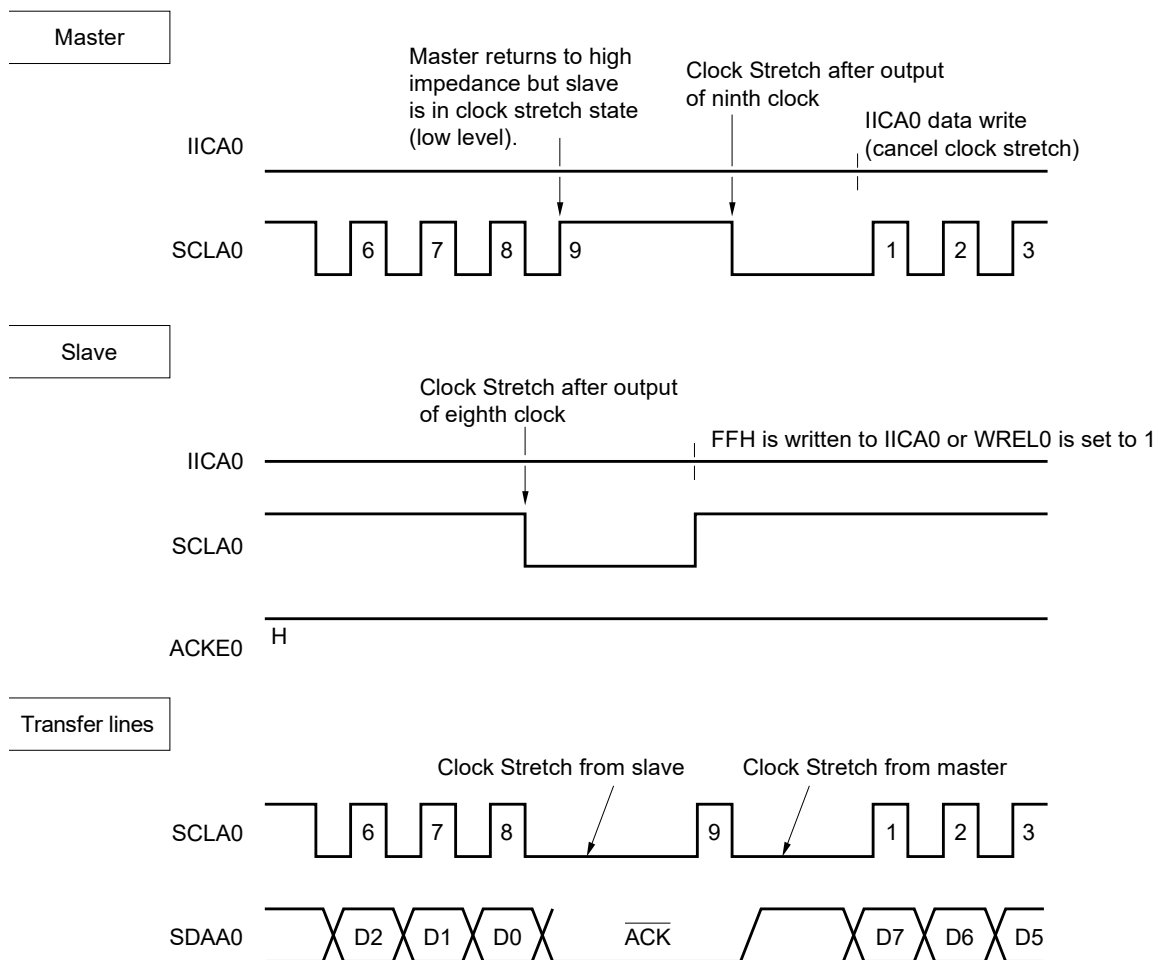 Master
Master returns to high
impedance but slave
is in clock stretch state
(low level).
Clock Stretch after output
of ninth clock
IICA0 data write
(cancel clock stretch)
IICA0
SCLA0
6 7 8 9 1 2 3
Slave
Clock Stretch after output
of eighth clock
FFH is written to IICA0 or WREL0 is set to 1
IICA0
SCLA0
H
ACKE0
Transfer lines
Clock Stretch from slave
Clock Stretch from master
SCLA0
6 7 8 9 1 2 3
SDAA0
D2 D1 D0 ACK D7 D6 D5